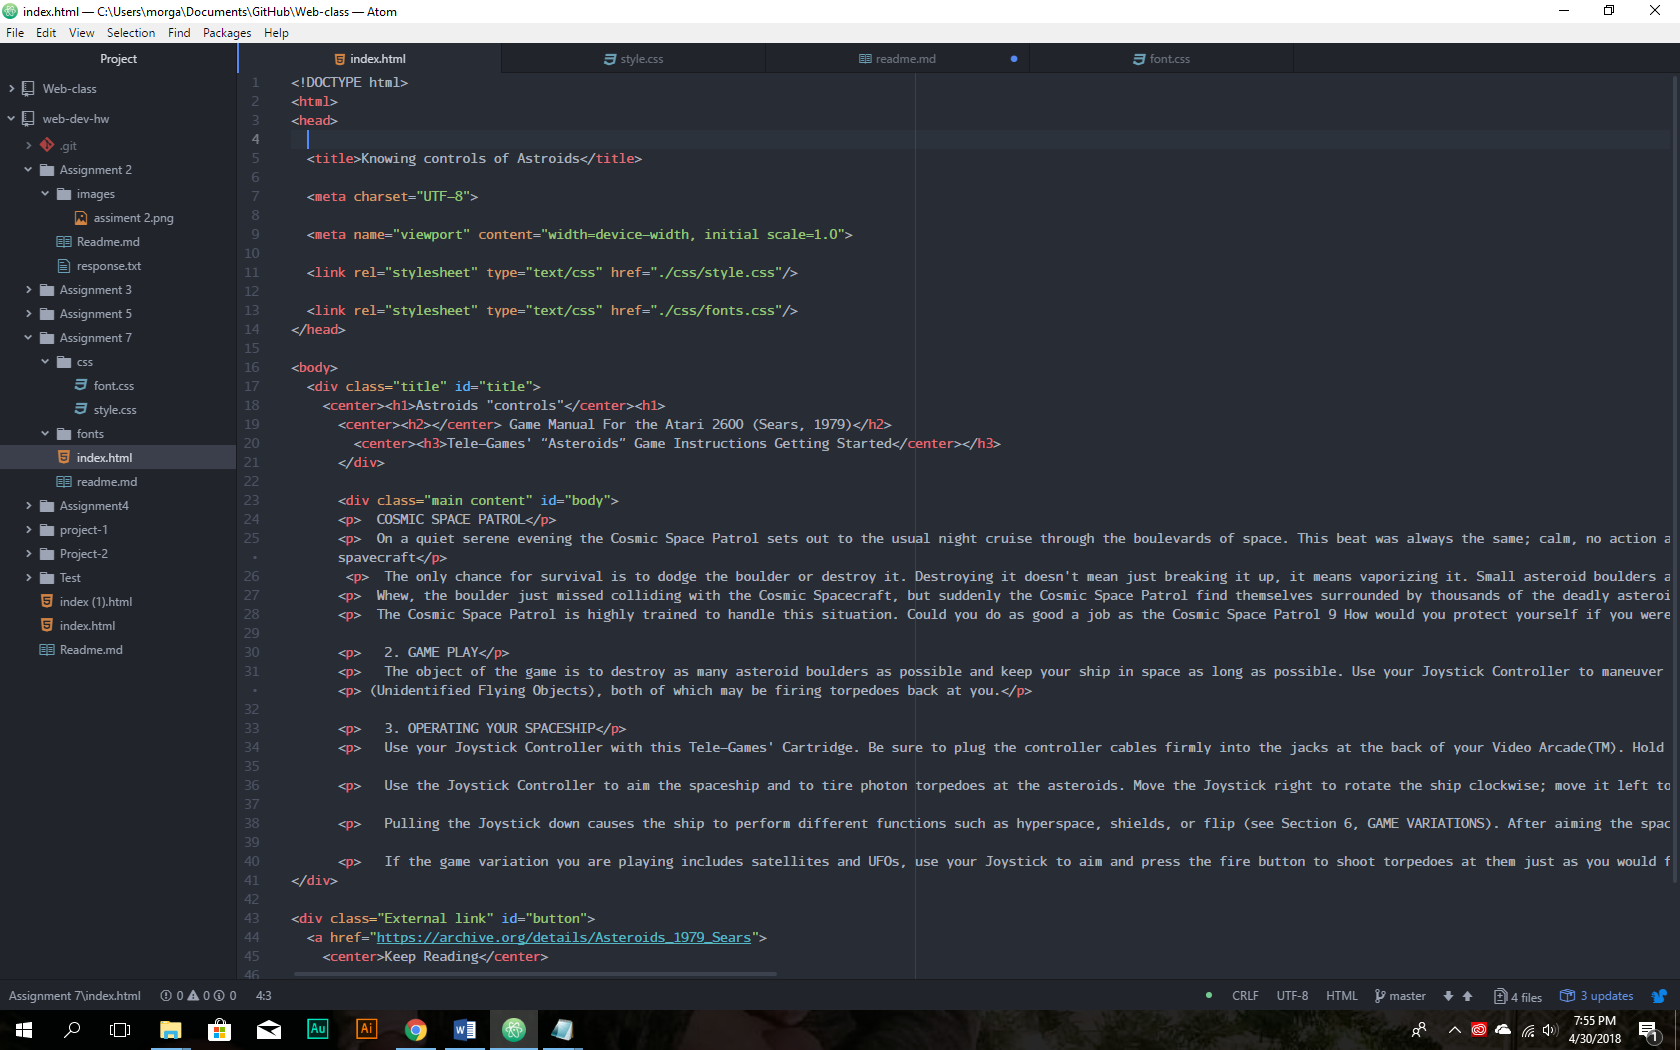 index.html — C:\Users\morga\Documents\GitHub\Web-class — Atom
File Edit View Selection Find Packages Help
Project
index.html
style.css
readme.md
font.css
Web-class
web-dev-hw
.git
Assignment 2
images
assiment 2.png
Readme.md
response.txt
Assignment 3
Assignment 5
Assignment 7
css
font.css
style.css
fonts
index.html
readme.md
Assignment4
project-1
Project-2
Test
index (1).html
index.html
Readme.md
1 <!DOCTYPE html>
2 <html>
3 <head>
4
5 <title>Knowing controls of Astroids</title>
6
7 <meta charset="UTF-8">
8
9 <meta name="viewport" content="width=device-width, initial scale=1.0">
10
11 <link rel="stylesheet" type="text/css" href="./css/style.css"/>
12
13 <link rel="stylesheet" type="text/css" href="./css/fonts.css"/>
14 </head>
15
16 <body>
17 <div class="title" id="title">
18 <center><h1>Astroids "controls"</center><h1>
19 <center><h2></center> Game Manual For the Atari 2600 (Sears, 1979)</h2>
20 <center><h3>Tele-Games' “Asteroids” Game Instructions Getting Started</center></h3>
21 </div>
22
23 <div class="main content" id="body">
24 <p> COSMIC SPACE PATROL</p>
25 <p> On a quiet serene evening the Cosmic Space Patrol sets out to the usual night cruise through the boulevards of space. This beat was always the same; calm, no action a
• spavecraft</p>
26 <p> The only chance for survival is to dodge the boulder or destroy it. Destroying it doesn't mean just breaking it up, it means vaporizing it. Small asteroid boulders a
27 <p> Whew, the boulder just missed colliding with the Cosmic Spacecraft, but suddenly the Cosmic Space Patrol find themselves surrounded by thousands of the deadly asteroi
28 <p> The Cosmic Space Patrol is highly trained to handle this situation. Could you do as good a job as the Cosmic Space Patrol 9 How would you protect yourself if you were
29
30 <p> 2. GAME PLAY</p>
31 <p> The object of the game is to destroy as many asteroid boulders as possible and keep your ship in space as long as possible. Use your Joystick Controller to maneuver
• <p> (Unidentified Flying Objects), both of which may be firing torpedoes back at you.</p>
32
33 <p> 3. OPERATING YOUR SPACESHIP</p>
34 <p> Use your Joystick Controller with this Tele-Games' Cartridge. Be sure to plug the controller cables firmly into the jacks at the back of your Video Arcade(TM). Hold
35
36 <p> Use the Joystick Controller to aim the spaceship and to tire photon torpedoes at the asteroids. Move the Joystick right to rotate the ship clockwise; move it left to
37
38 <p> Pulling the Joystick down causes the ship to perform different functions such as hyperspace, shields, or flip (see Section 6, GAME VARIATIONS). After aiming the spac
39
40 <p> If the game variation you are playing includes satellites and UFOs, use your Joystick to aim and press the fire button to shoot torpedoes at them just as you would f
41 </div>
42
43 <div class="External link" id="button">
44 <a href="https://archive.org/details/Asteroids_1979_Sears">
45 <center>Keep Reading</center>
46
Assignment 7\index.html 0 0 0 4:3 CRLF UTF-8 HTML master 4 files 3 updates
Au Ai
7:55 PM
4/30/2018
1